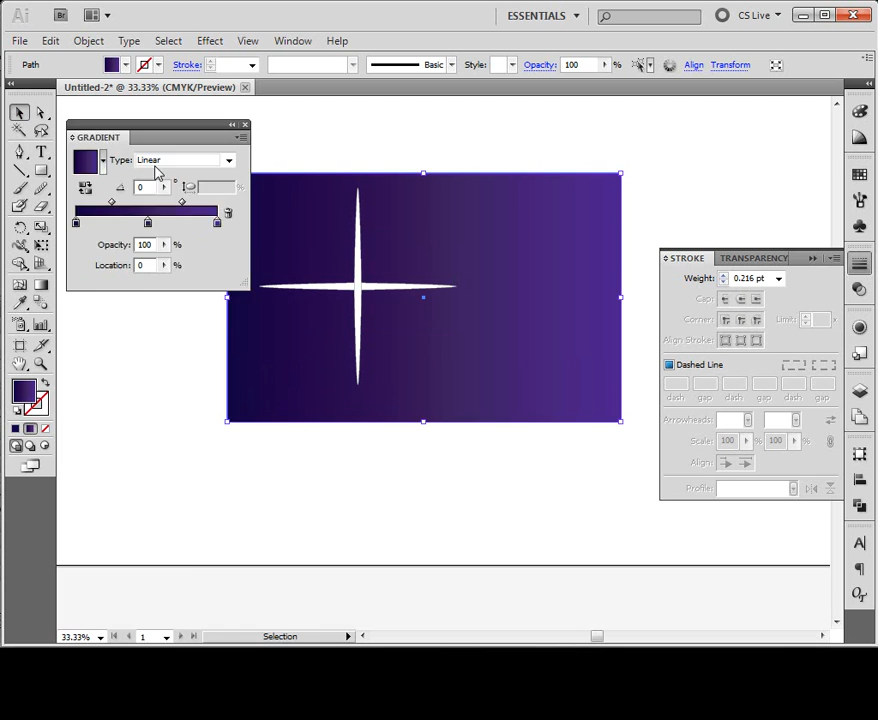 Ai Br ESSENTIALS CS Live
File Edit Object Type Select Effect View Window Help
Path Stroke: Basic Style: Opacity: 100 % Align Transform
Untitled-2* @ 33.33% (CMYK/Preview)
GRADIENT
Type: Linear
0 ° %
Opacity: 100 %
Location: 0 %
STROKE TRANSPARENCY
Weight: 0.216 pt
Cap:
Corner: Limit: x
Align Stroke:
Dashed Line
dash gap dash gap dash gap
Arrowheads:
Scale: 100 % 100 %
Align:
Profile:
33.33% 1 Selection